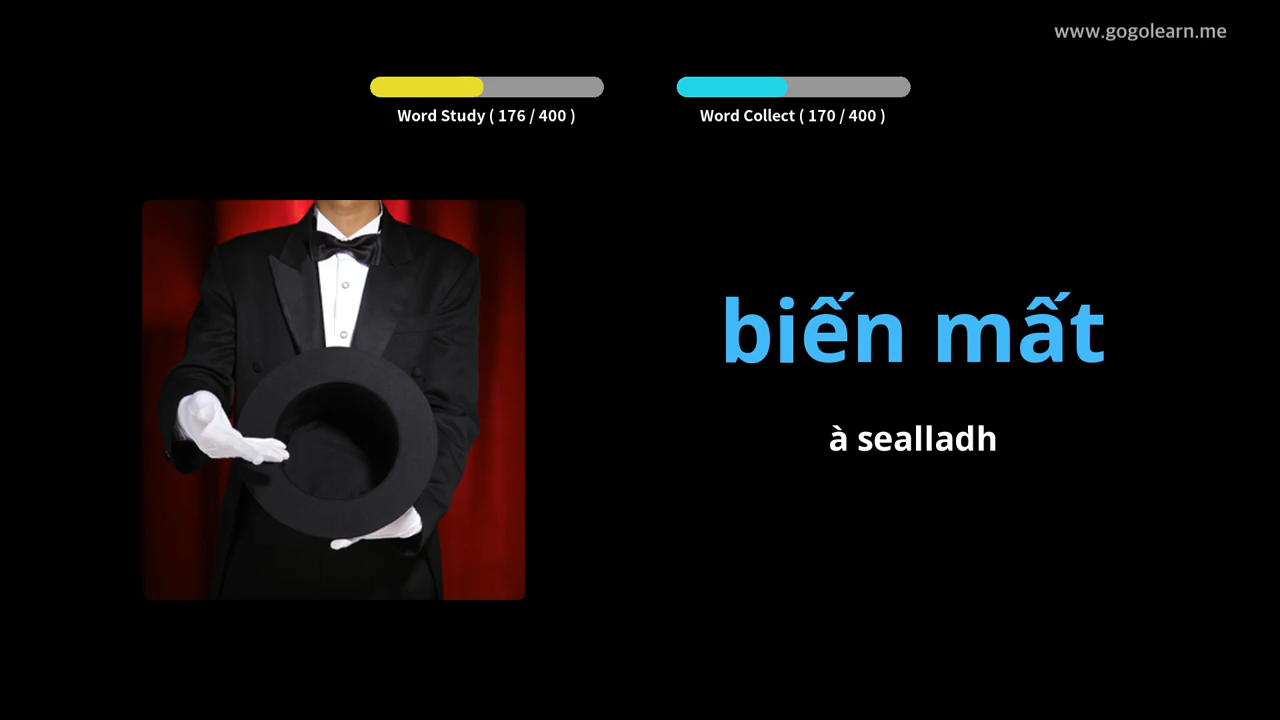 www.gogolearn.me
Word Study ( 176 / 400 )
Word Collect ( 170 / 400 )
biến mất
à sealladh